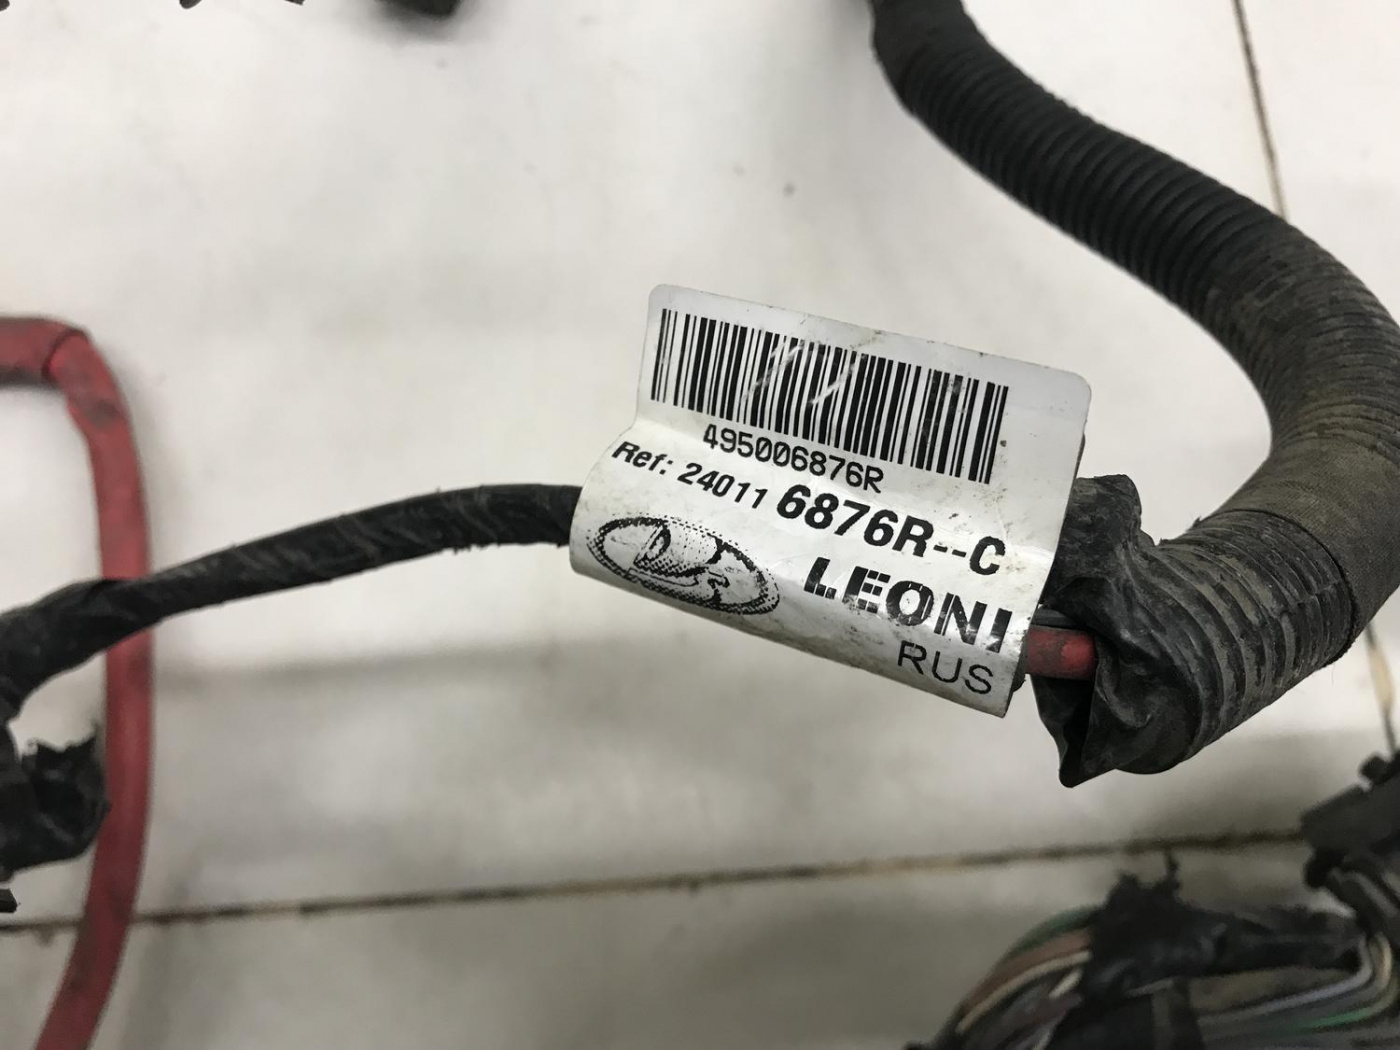 495006876R
Ref: 24011 6876R--C
LEONI
RUS